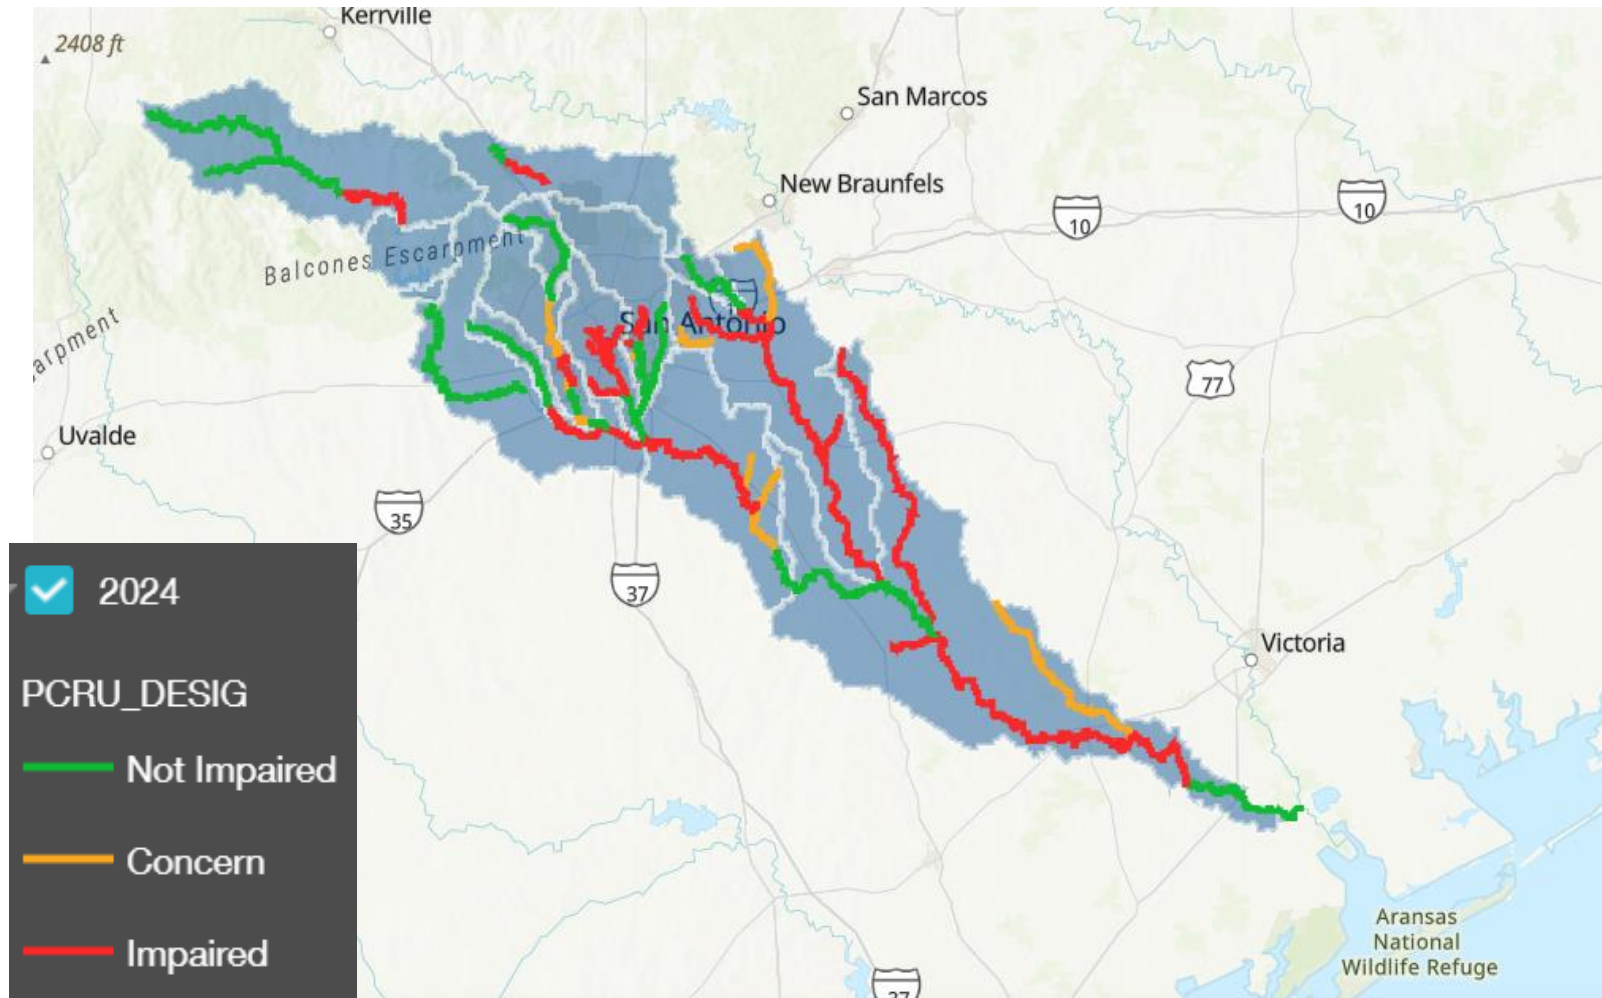 Kerrville
2408 ft
San Marcos
New Braunfels
10
10
Balcones Escarpment
San Antonio
arpment
77
Uvalde
35
37
2024
PCRU_DESIG
Not Impaired
Concern
Impaired
Victoria
Aransas
National
Wildlife Refuge